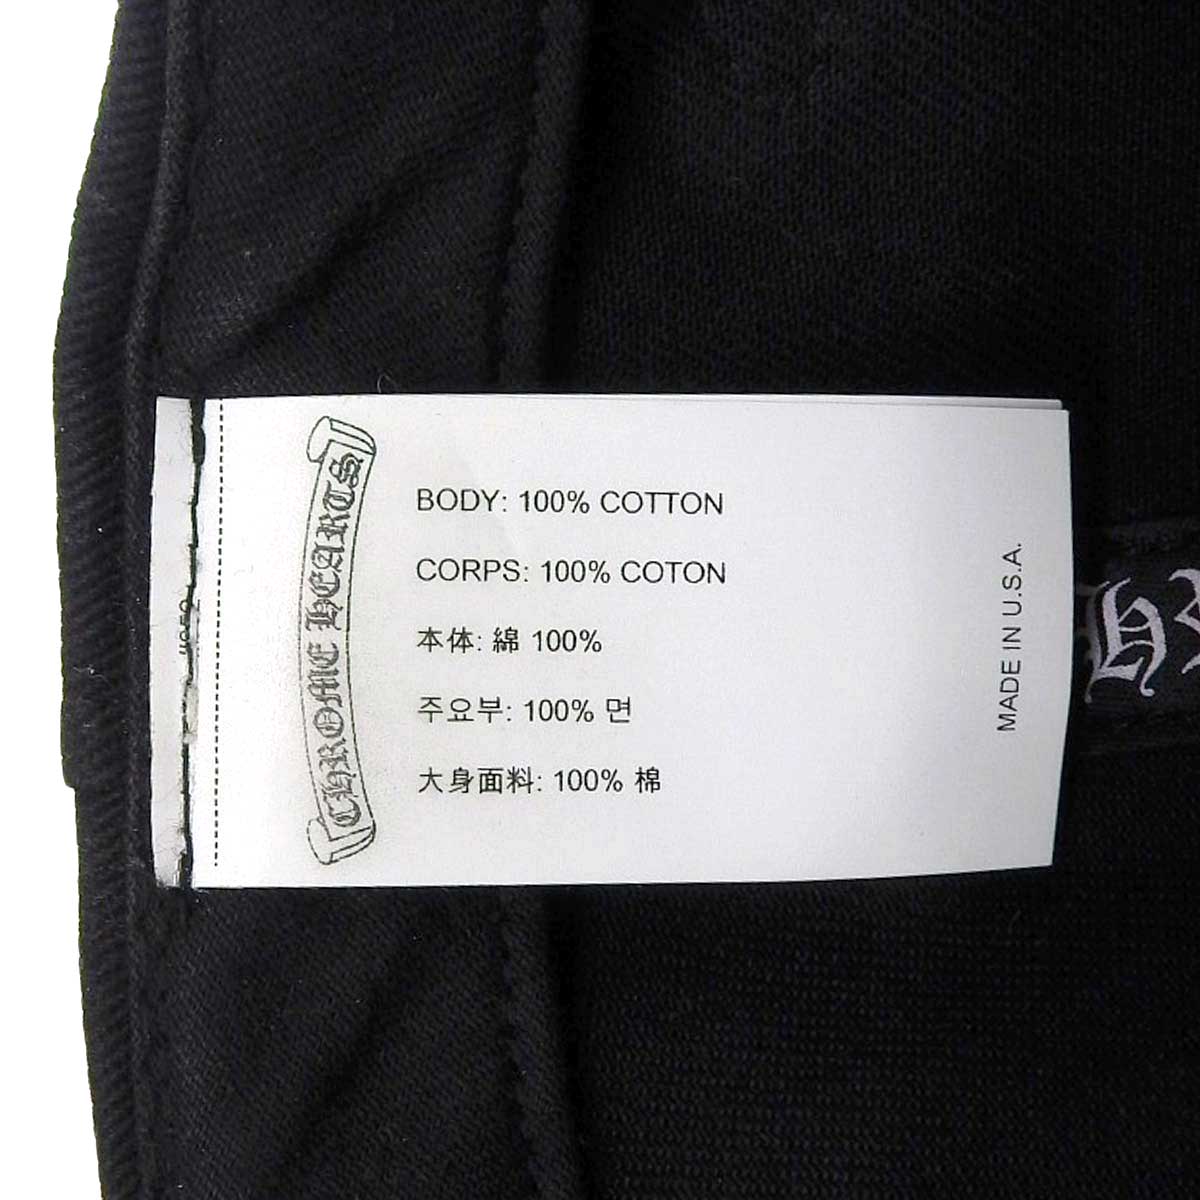 CHROME HEARTS
BODY: 100% COTTON
CORPS: 100% COTON
本体: 綿 100%
주요부: 100% 면
大身面料: 100% 棉
MADE IN U.S.A.